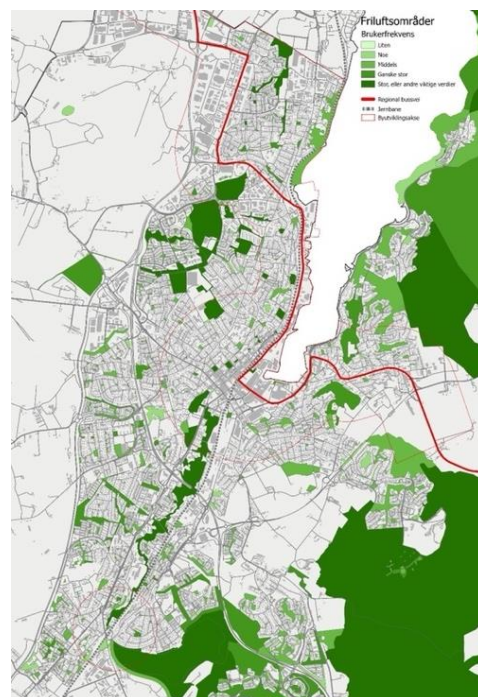 Friluftsområder
Brukerfrekvens
Liten
Noe
Middels
Ganske stor
Stor, eller andre viktige verdier
Regional bussvei
Jernbane
Byutviklingsakse